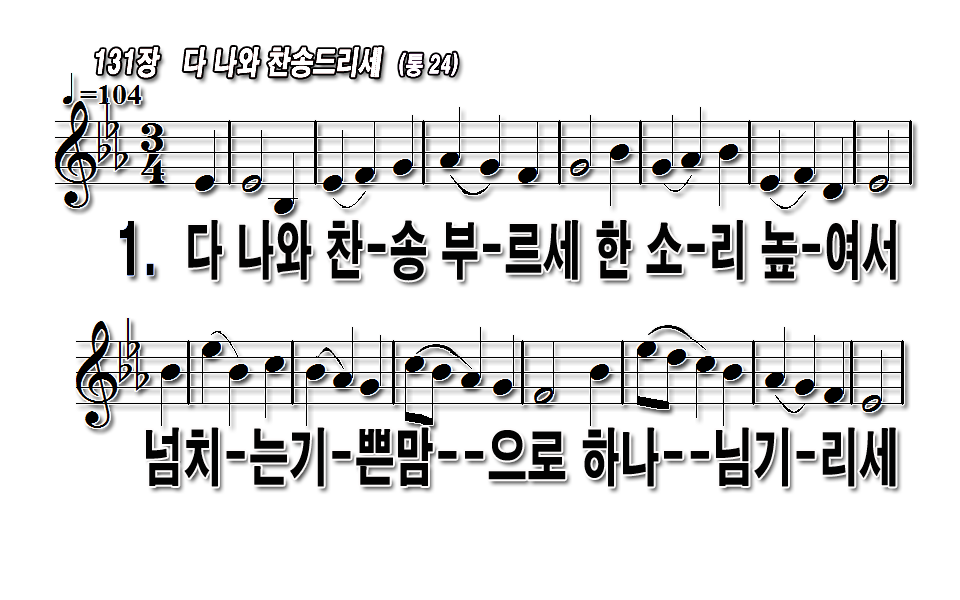 131장 다 나와 찬송드리세 (통 24)
♩=104
3
4
1. 다 나와 찬-송 부-르세 한 소-리 높-여서
넘치-는기-쁜맘--으로 하나--님기-리세